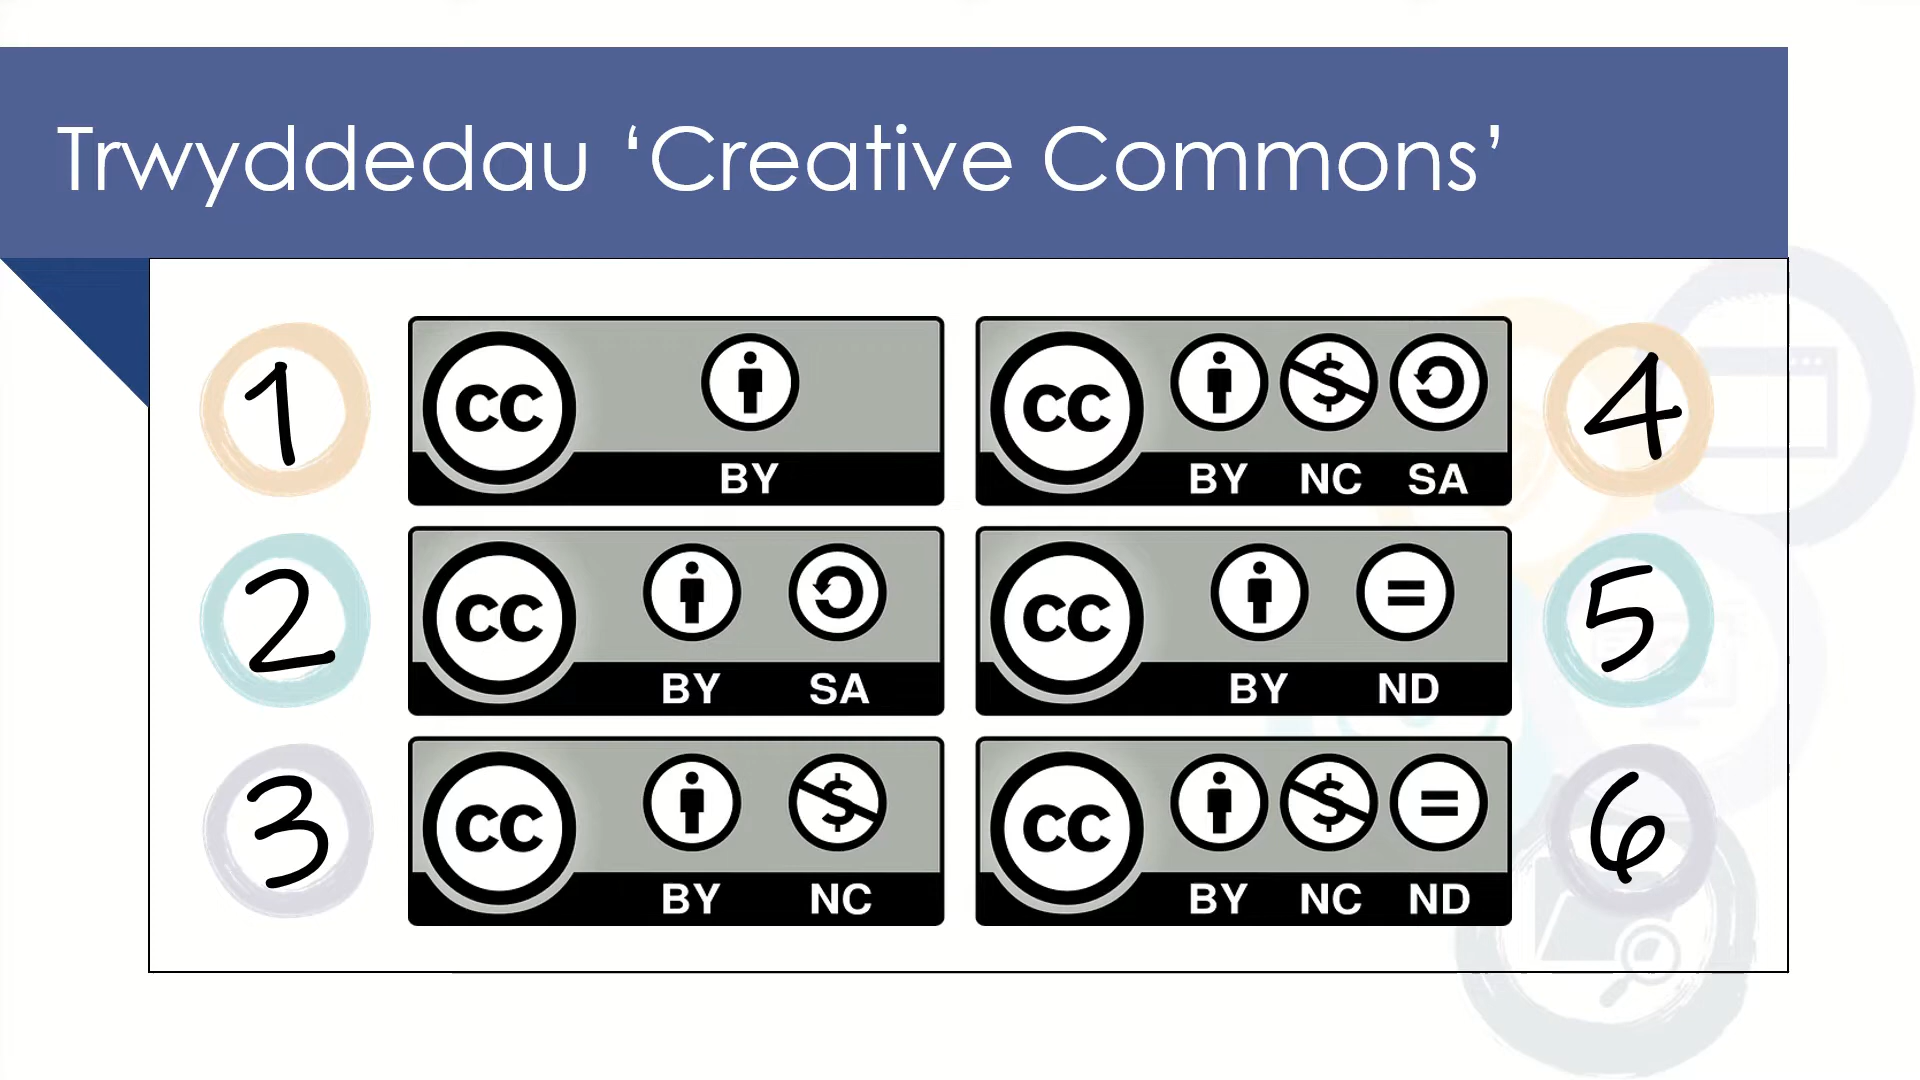 Trwyddedau ‘Creative Commons’
1
CC
BY
2
CC
BY SA
3
CC
BY NC
4
CC
BY NC SA
5
CC
BY ND
6
CC
BY NC ND